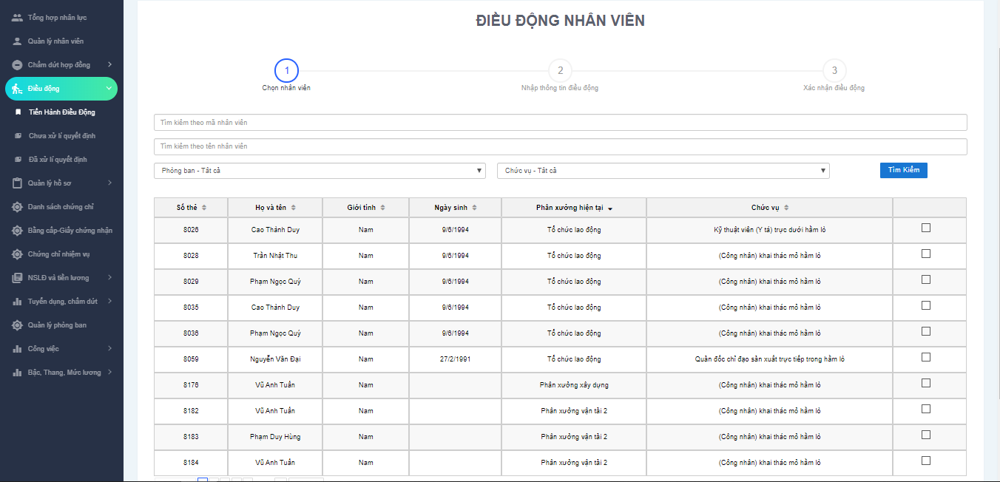 Tổng hợp nhân lực
Quản lý nhân viên
Chấm dứt hợp đồng
Điều động
Tiến Hành Điều Động
Chưa xử lí quyết định
Đã xử lí quyết định
Quản lý hồ sơ
Danh sách chứng chỉ
Bằng cấp-Giấy chứng nhận
Chứng chỉ nhiệm vụ
NSLĐ và tiền lương
Tuyển dụng, chấm dứt
Quản lý phòng ban
Công việc
Bậc, Thang, Mức lương
ĐIỀU ĐỘNG NHÂN VIÊN
1 2 3
Chọn nhân viên Nhập thông tin điều động Xác nhận điều động
Tìm kiếm theo mã nhân viên
Tìm kiếm theo tên nhân viên
Phòng ban - Tất cả Chức vụ - Tất cả Tìm Kiếm
Số thẻ Họ và tên Giới tính Ngày sinh Phân xưởng hiện tại Chức vụ
8026 Cao Thành Duy Nam 9/6/1994 Tổ chức lao động Kỹ thuật viên (Y tá) trực dưới hầm lò
8028 Trần Nhật Thu Nam 9/6/1994 Tổ chức lao động (Công nhân) khai thác mỏ hầm lò
8029 Phạm Ngọc Quý Nam 9/6/1994 Tổ chức lao động (Công nhân) khai thác mỏ hầm lò
8035 Cao Thành Duy Nam 9/6/1994 Tổ chức lao động (Công nhân) khai thác mỏ hầm lò
8036 Phạm Ngọc Quý Nam 9/6/1994 Tổ chức lao động (Công nhân) khai thác mỏ hầm lò
8059 Nguyễn Văn Đại Nam 27/2/1991 Tổ chức lao động Quản đốc chỉ đạo sản xuất trực tiếp trong hầm lò
8176 Vũ Anh Tuấn Nam Phân xưởng xây dựng (Công nhân) khai thác mỏ hầm lò
8182 Vũ Anh Tuấn Nam Phân xưởng vận tải 2 (Công nhân) khai thác mỏ hầm lò
8183 Phạm Duy Hùng Nam Phân xưởng vận tải 2 (Công nhân) khai thác mỏ hầm lò
8184 Vũ Anh Tuấn Nam Phân xưởng vận tải 2 (Công nhân) khai thác mỏ hầm lò